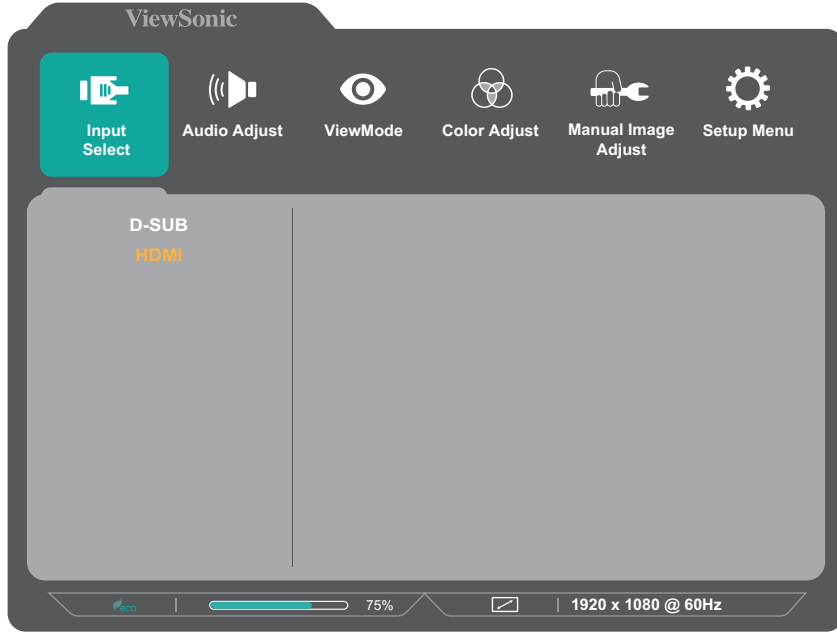 ViewSonic
Input
Select
Audio Adjust
ViewMode
Color Adjust
Manual Image
Adjust
Setup Menu
D-SUB
HDMI
eco
75%
1920 x 1080 @ 60Hz